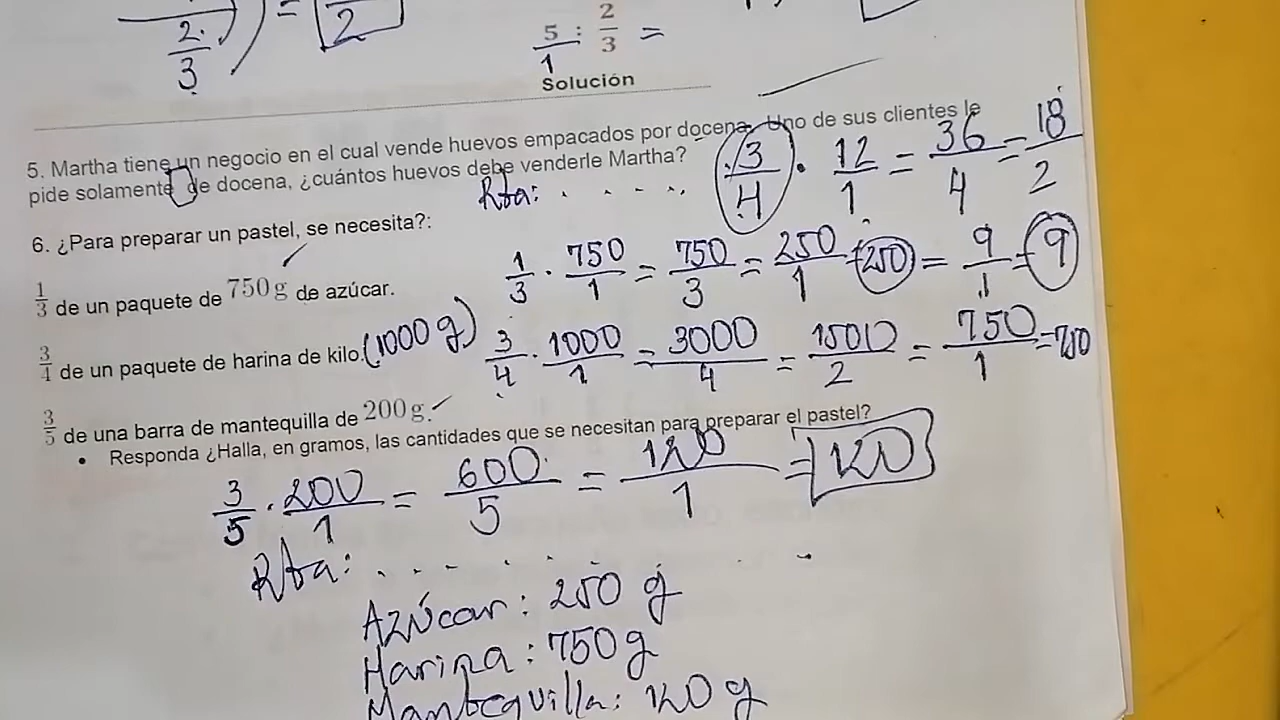 2/3 ) = 2
5/1 : 2/3 =
Solución
5. Martha tiene un negocio en el cual vende huevos empacados por docena. Uno de sus clientes le
pide solamente de docena, ¿cuántos huevos debe venderle Martha?
Rta: . . . . .
3/4 · 12/1 = 36/4 = 18/2
6. ¿Para preparar un pastel, se necesita?:
= 9/1 = 9
1/3 de un paquete de 750 g de azúcar.
1/3 · 750/1 = 750/3 = 250/1 = 250
3/4 de un paquete de harina de kilo. (1000 g)
3/4 · 1000/1 = 3000/4 = 1500/2 = 750/1 = 750
3/5 de una barra de mantequilla de 200 g.
• Responda ¿Halla, en gramos, las cantidades que se necesitan para preparar el pastel?
3/5 · 200/1 = 600/5 = 120/1 = 120
Rta: . . . . . .
AZÚcar: 250 g
Harina: 750 g
Mantequilla: 120 g